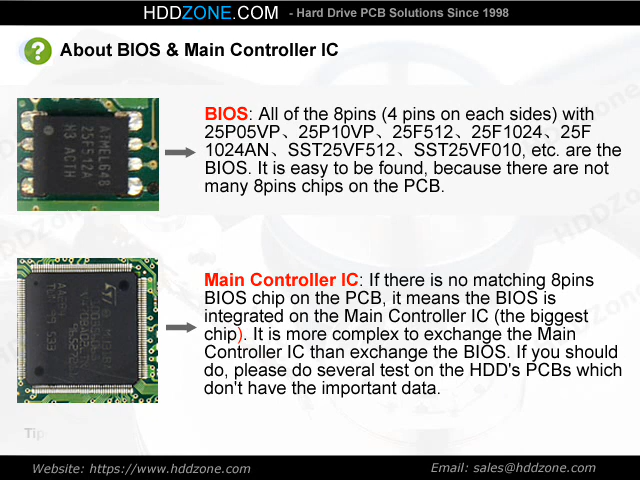 HDDZONE.COM - Hard Drive PCB Solutions Since 1998
? About BIOS & Main Controller IC
ATMEL648
25F512A
N3 ACTH
BIOS: All of the 8pins (4 pins on each sides) with
25P05VP、25P10VP、25F512、25F1024、25F
1024AN、SST25VF512、SST25VF010, etc. are the
BIOS. It is easy to be found, because there are not
many 8pins chips on the PCB.
Main Controller IC: If there is no matching 8pins
BIOS chip on the PCB, it means the BIOS is
integrated on the Main Controller IC (the biggest
chip). It is more complex to exchange the Main
Controller IC than exchange the BIOS. If you should
do, please do several test on the HDD's PCBs which
don't have the important data.
Tip
Website: https://www.hddzone.com Email: sales@hddzone.com